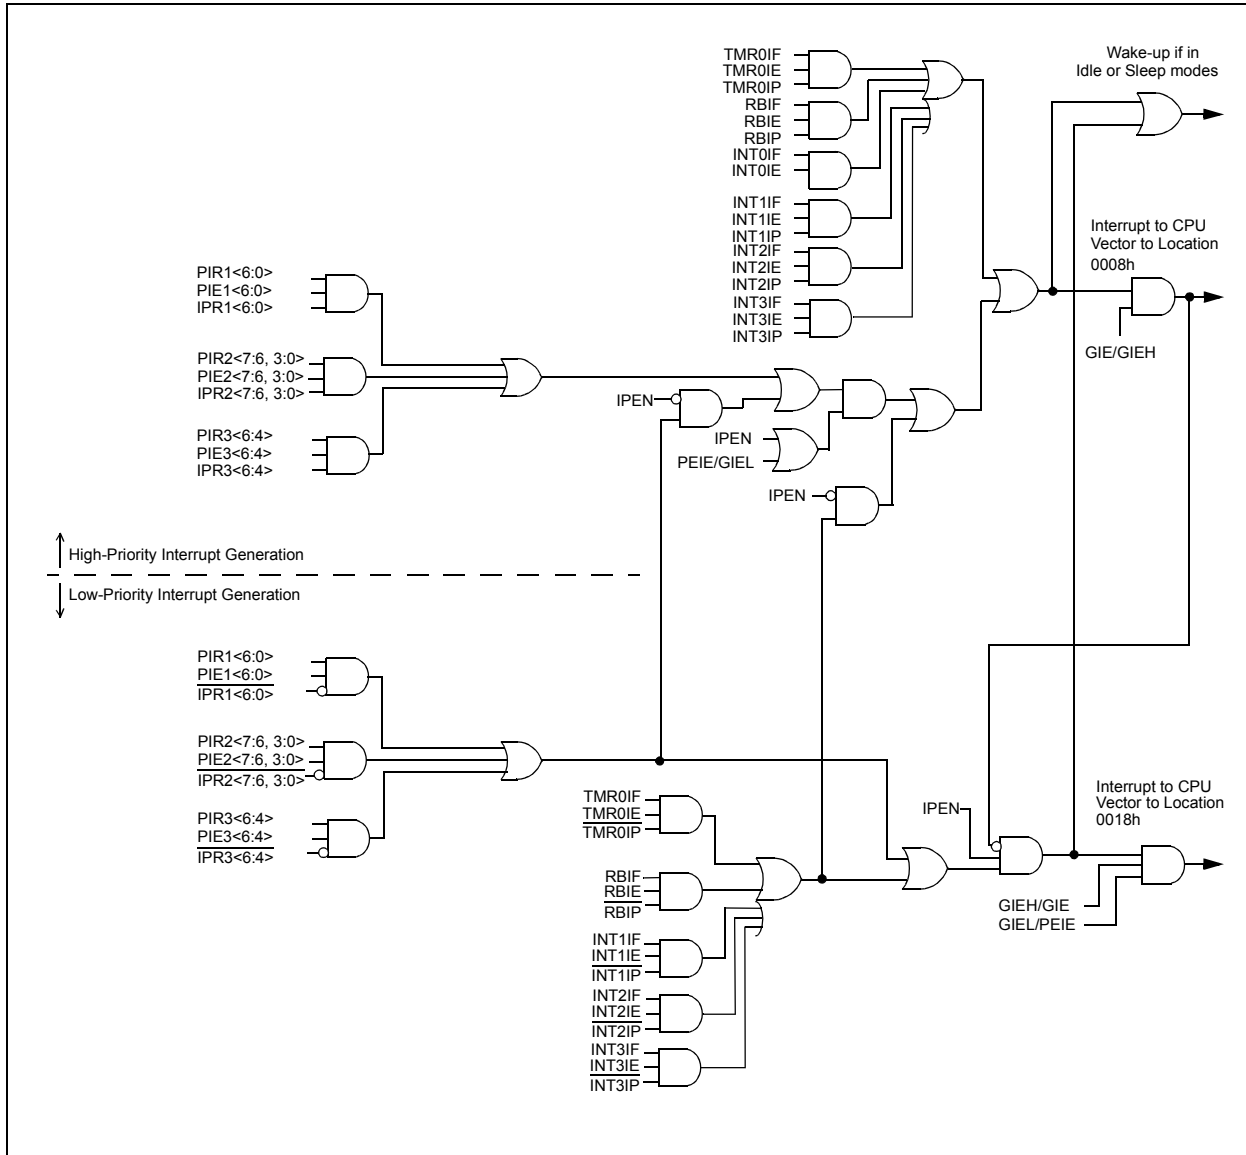 TMR0IF
TMR0IE
TMR0IP
RBIF
RBIE
RBIP
INT0IF
INT0IE
INT1IF
INT1IE
INT1IP
INT2IF
INT2IE
INT2IP
INT3IF
INT3IE
INT3IP
Wake-up if in
Idle or Sleep modes
Interrupt to CPU
Vector to Location
0008h
GIE/GIEH
PIR1<6:0>
PIE1<6:0>
IPR1<6:0>
PIR2<7:6, 3:0>
PIE2<7:6, 3:0>
IPR2<7:6, 3:0>
PIR3<6:4>
PIE3<6:4>
IPR3<6:4>
IPEN
IPEN
PEIE/GIEL
IPEN
High-Priority Interrupt Generation
Low-Priority Interrupt Generation
PIR1<6:0>
PIE1<6:0>
IPR1<6:0>
PIR2<7:6, 3:0>
PIE2<7:6, 3:0>
IPR2<7:6, 3:0>
PIR3<6:4>
PIE3<6:4>
IPR3<6:4>
TMR0IF
TMR0IE
TMR0IP
RBIF
RBIE
RBIP
INT1IF
INT1IE
INT1IP
INT2IF
INT2IE
INT2IP
INT3IF
INT3IE
INT3IP
IPEN
Interrupt to CPU
Vector to Location
0018h
GIEH/GIE
GIEL/PEIE